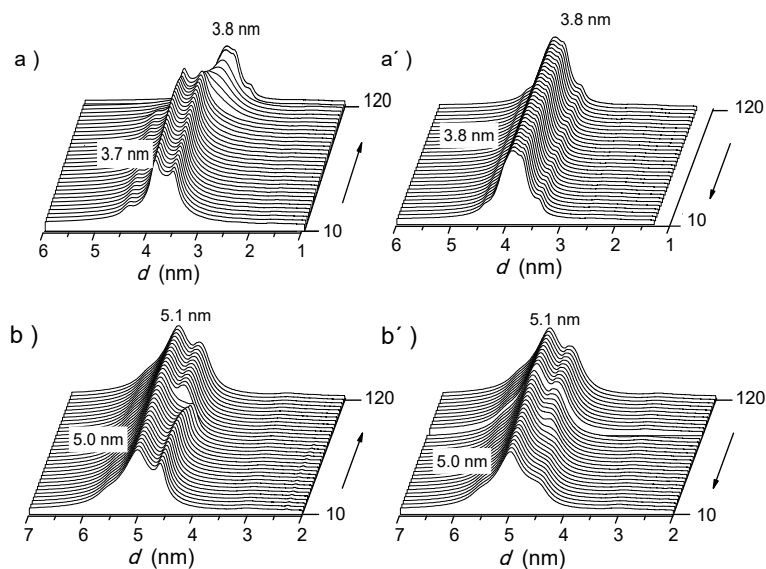 3.8 nm
a )
120
3.7 nm
10
6 5 4 3 2 1
d (nm)
3.8 nm
a´ )
120
3.8 nm
10
6 5 4 3 2 1
d (nm)
5.1 nm
b )
120
5.0 nm
10
7 6 5 4 3 2
d (nm)
5.1 nm
b´ )
120
5.0 nm
10
7 6 5 4 3 2
d (nm)